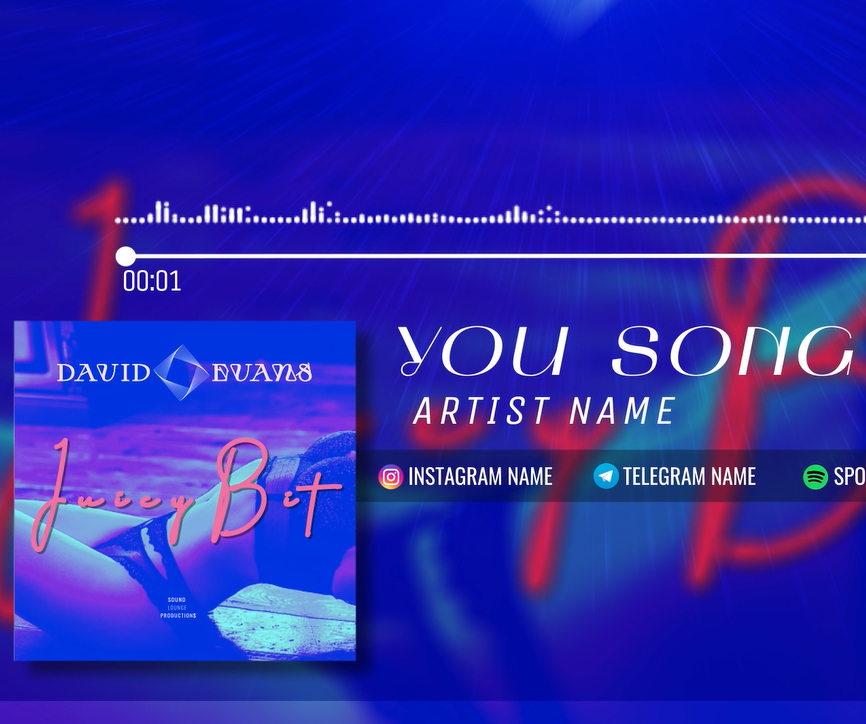 00:01
DAVID EVANS
Juicy Bit
SOUND
LOUNGE
PRODUCTIONS
YOU SONG
ARTIST NAME
INSTAGRAM NAME TELEGRAM NAME SPO